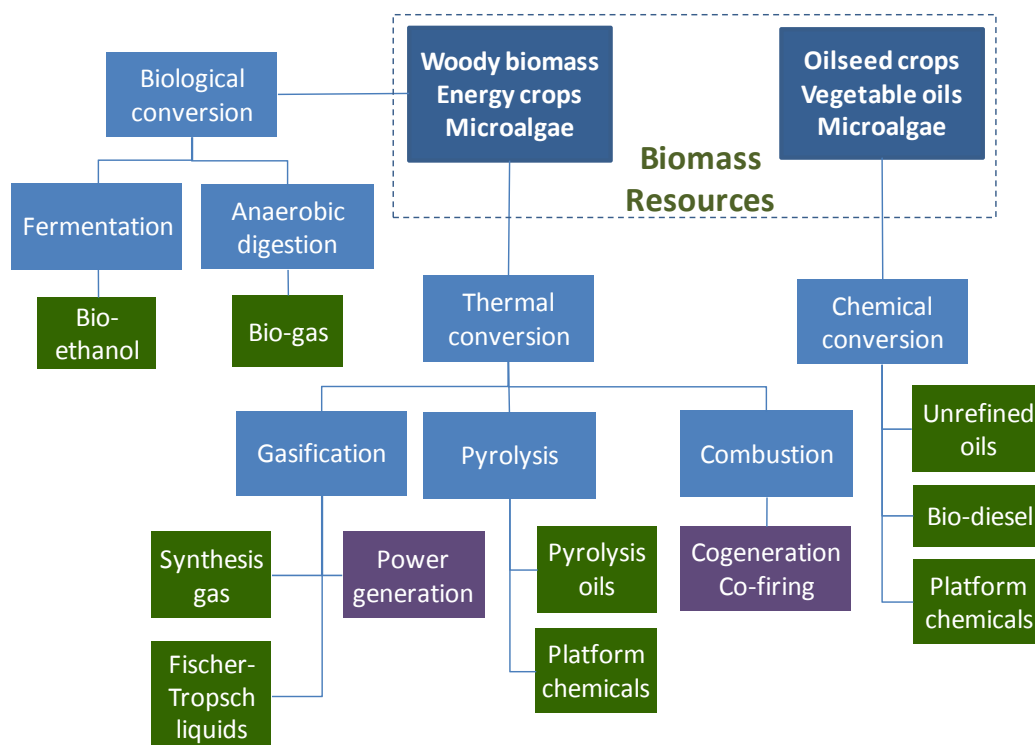 Biological
conversion
Woody biomass
Energy crops
Microalgae
Oilseed crops
Vegetable oils
Microalgae
Biomass
Resources
Fermentation
Anaerobic
digestion
Bio-
ethanol
Bio-gas
Thermal
conversion
Chemical
conversion
Gasification
Pyrolysis
Combustion
Unrefined
oils
Bio-diesel
Platform
chemicals
Synthesis
gas
Power
generation
Pyrolysis
oils
Cogeneration
Co-firing
Fischer-
Tropsch
liquids
Platform
chemicals